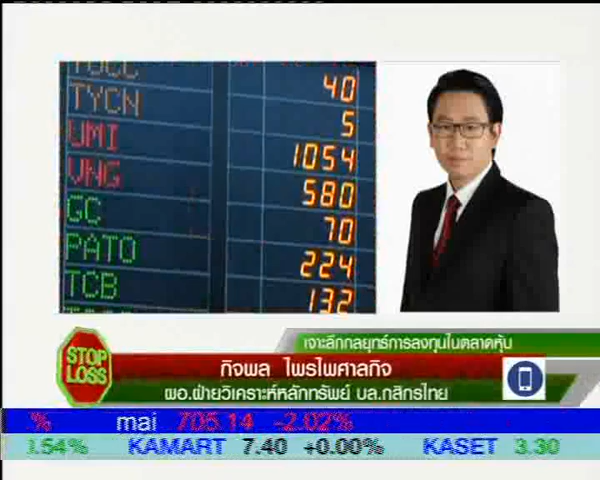 TYCN 40
UMI 5
VNG 1054
GC 580
PATO 70
TCB 224
132
STOP LOSS
เจาะลึกกลยุทธ์การลงทุนในตลาดหุ้น
กิจพล ไพรไพศาลกิจ
ผอ.ฝ่ายวิเคราะห์หลักทรัพย์ บล.กสิกรไทย
% mai 705.14 -2.02%
1.54% KAMART 7.40 +0.00% KASET 3.30